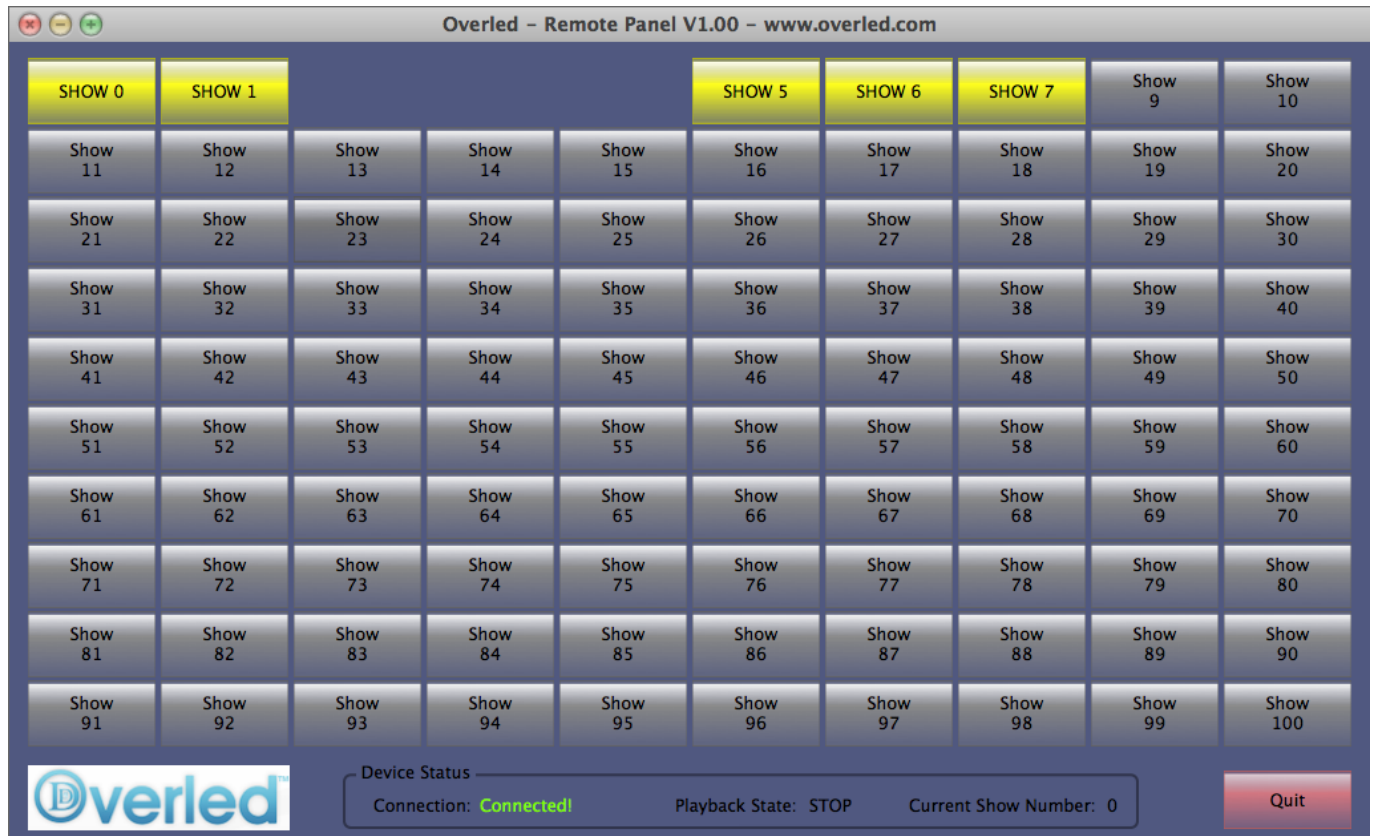 Overled – Remote Panel V1.00 – www.overled.com
SHOW 0 SHOW 1 SHOW 5 SHOW 6 SHOW 7 Show 9 Show 10
Show 11 Show 12 Show 13 Show 14 Show 15 Show 16 Show 17 Show 18 Show 19 Show 20
Show 21 Show 22 Show 23 Show 24 Show 25 Show 26 Show 27 Show 28 Show 29 Show 30
Show 31 Show 32 Show 33 Show 34 Show 35 Show 36 Show 37 Show 38 Show 39 Show 40
Show 41 Show 42 Show 43 Show 44 Show 45 Show 46 Show 47 Show 48 Show 49 Show 50
Show 51 Show 52 Show 53 Show 54 Show 55 Show 56 Show 57 Show 58 Show 59 Show 60
Show 61 Show 62 Show 63 Show 64 Show 65 Show 66 Show 67 Show 68 Show 69 Show 70
Show 71 Show 72 Show 73 Show 74 Show 75 Show 76 Show 77 Show 78 Show 79 Show 80
Show 81 Show 82 Show 83 Show 84 Show 85 Show 86 Show 87 Show 88 Show 89 Show 90
Show 91 Show 92 Show 93 Show 94 Show 95 Show 96 Show 97 Show 98 Show 99 Show 100
Overled™
Device Status
Connection: Connected! Playback State: STOP Current Show Number: 0
Quit